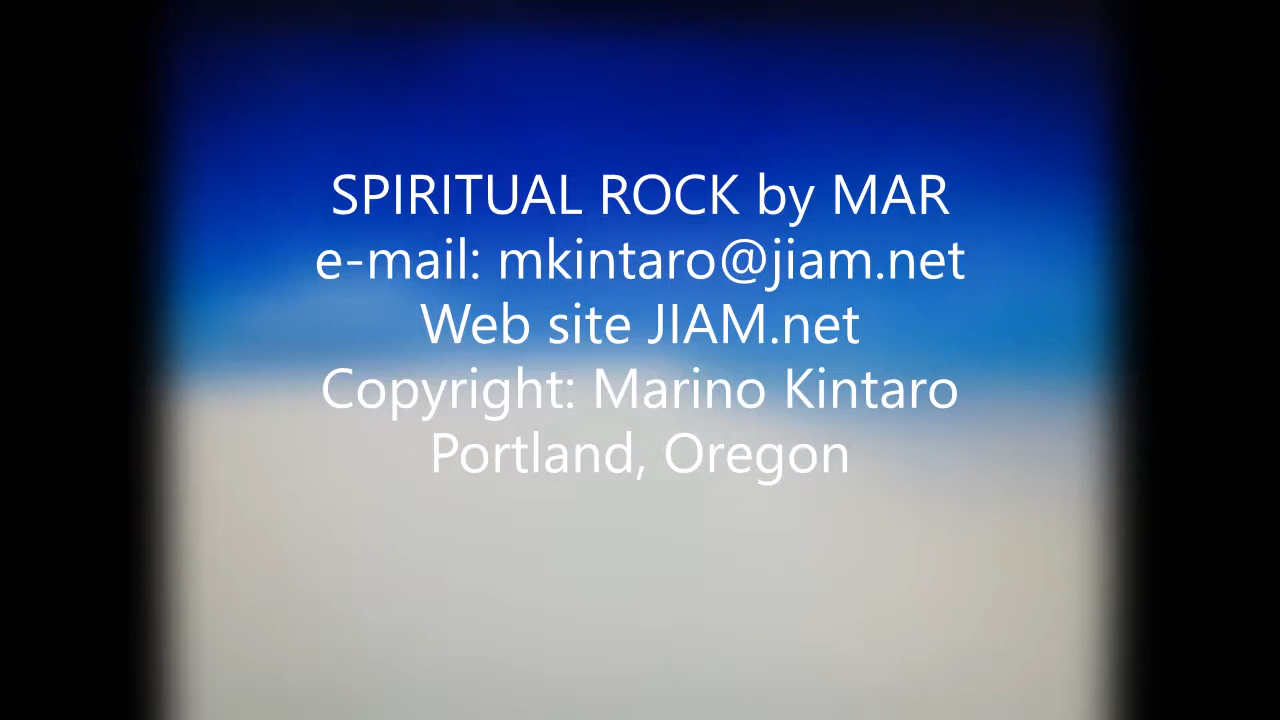 SPIRITUAL ROCK by MAR
e-mail: mkintaro@jiam.net
Web site JIAM.net
Copyright: Marino Kintaro
Portland, Oregon